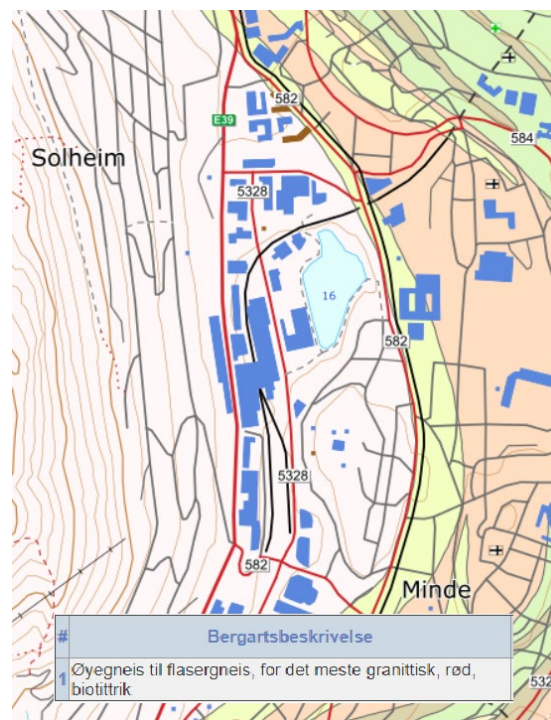 582
E39
584
Solheim
5328
16
582
5328
582
Minde
# Bergartsbeskrivelse
1 Øyegneis til flasergneis, for det meste granittisk, rød,
biotittrik
532